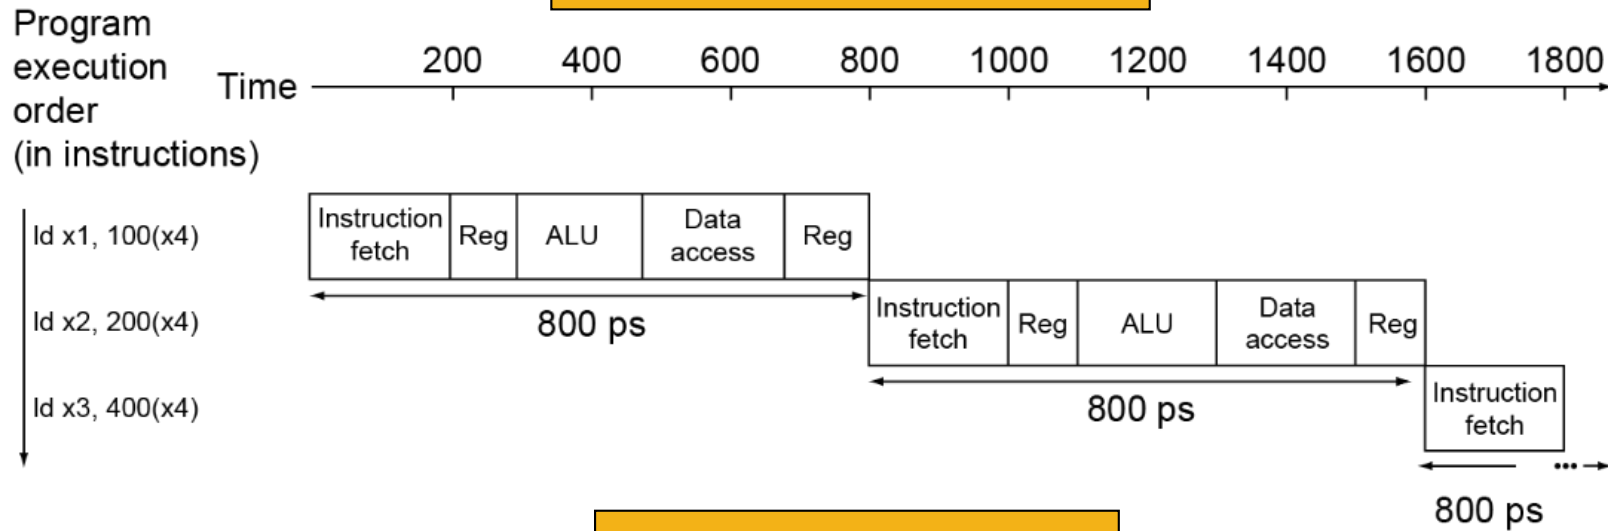 Program
execution
order
(in instructions)
Time
200 400 600 800 1000 1200 1400 1600 1800
ld x1, 100(x4)
Instruction
fetch
Reg
ALU
Data
access
Reg
800 ps
ld x2, 200(x4)
Instruction
fetch
Reg
ALU
Data
access
Reg
800 ps
ld x3, 400(x4)
Instruction
fetch
...
800 ps